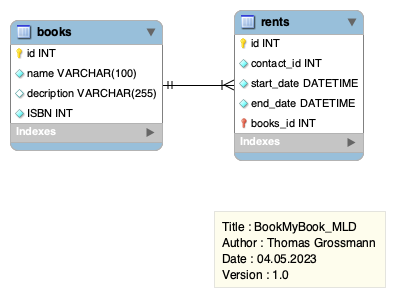 books
id INT
name VARCHAR(100)
decription VARCHAR(255)
ISBN INT
Indexes
rents
id INT
contact_id INT
start_date DATETIME
end_date DATETIME
books_id INT
Indexes
Title : BookMyBook_MLD
Author : Thomas Grossmann
Date : 04.05.2023
Version : 1.0